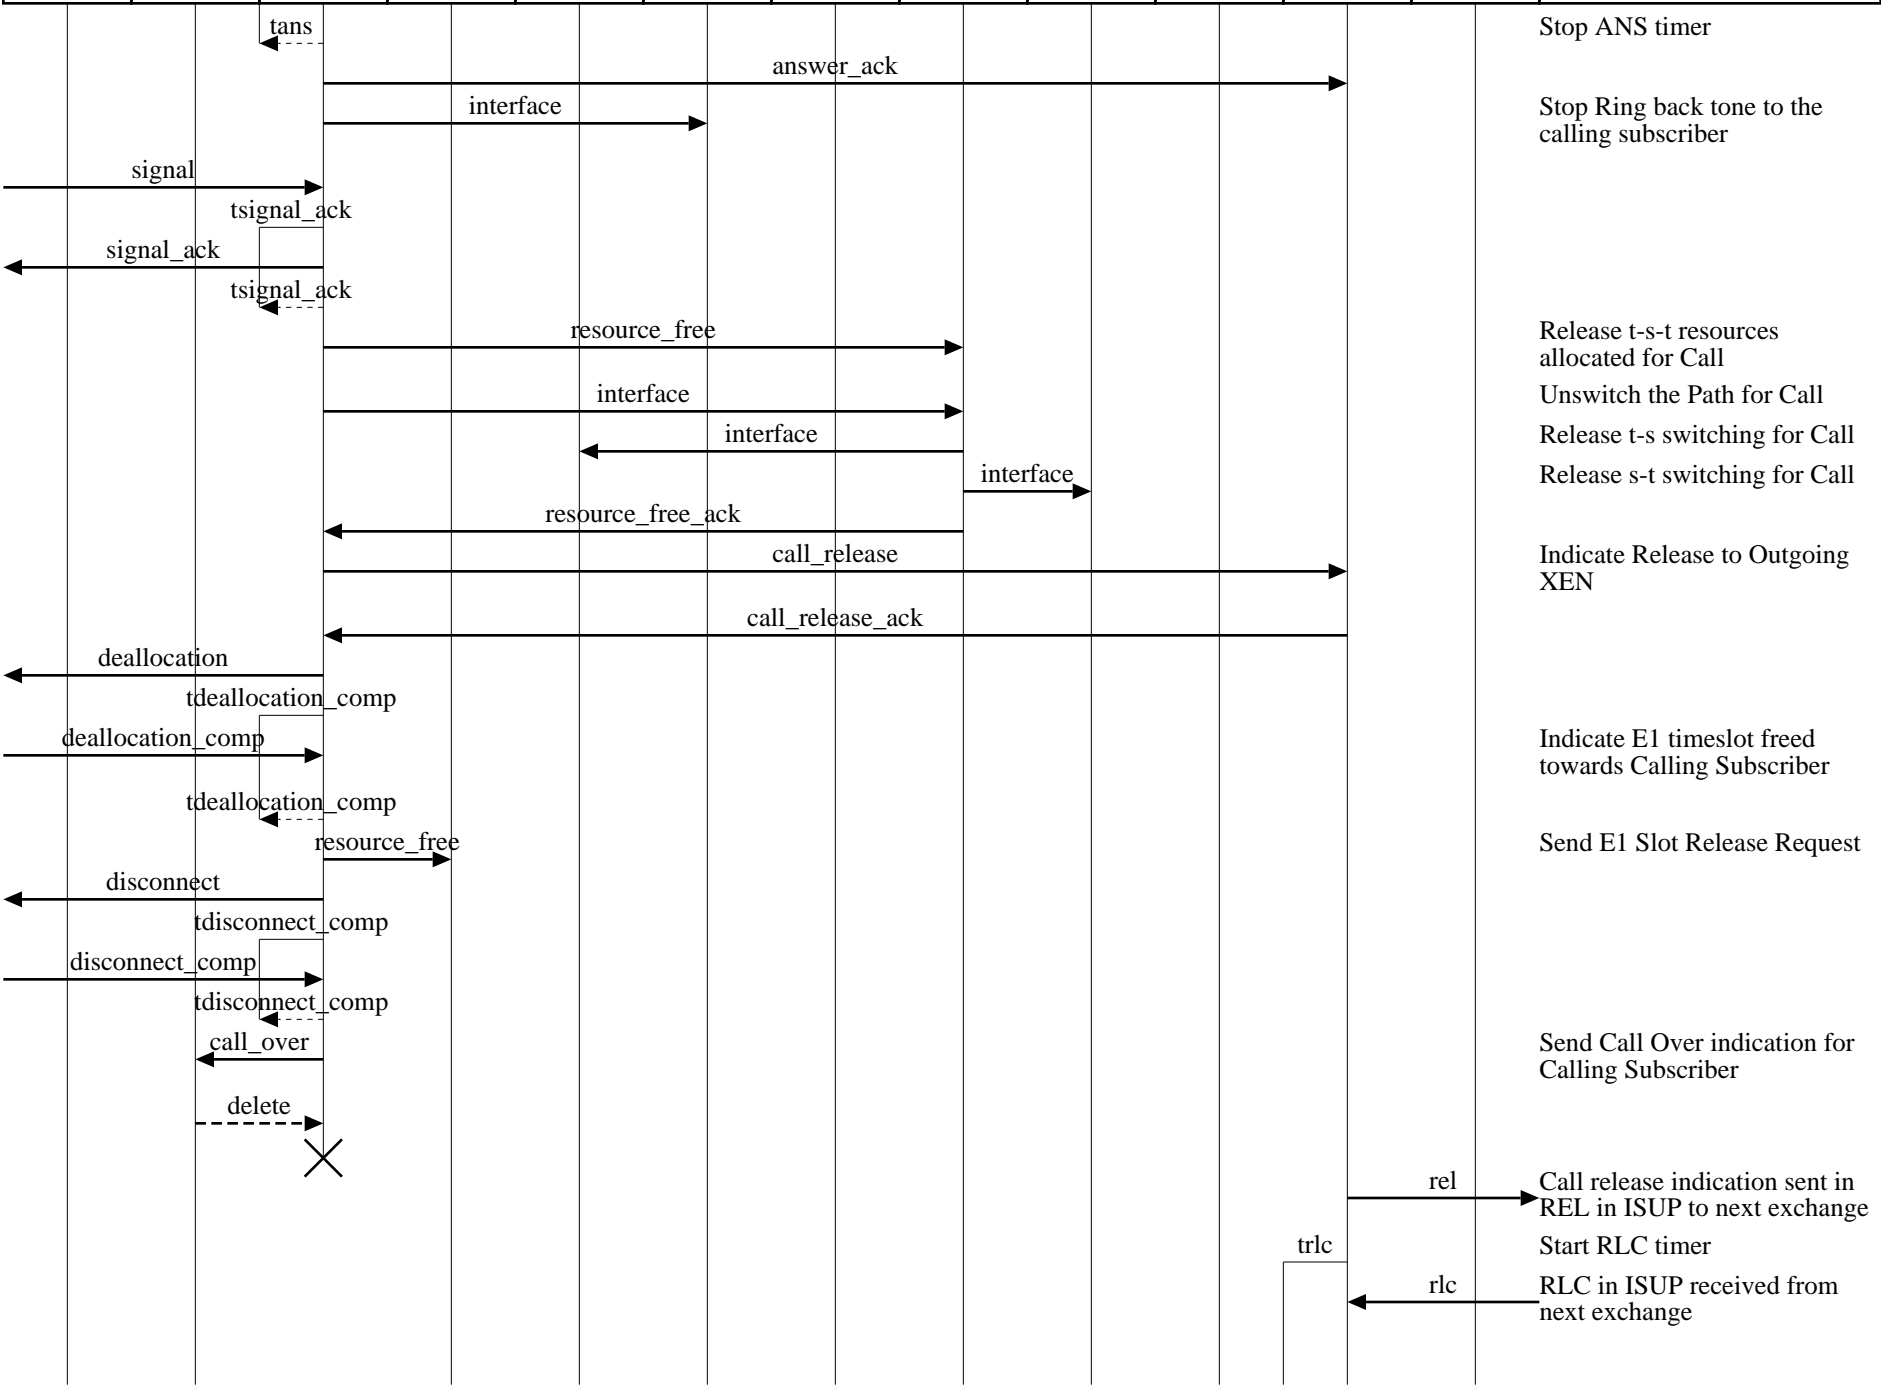 tans
Stop ANS timer
answer_ack
interface
Stop Ring back tone to the
calling subscriber
signal
tsignal_ack
signal_ack
tsignal_ack
resource_free
Release t-s-t resources
allocated for Call
interface
Unswitch the Path for Call
interface
Release t-s switching for Call
interface
Release s-t switching for Call
resource_free_ack
call_release
Indicate Release to Outgoing
XEN
call_release_ack
deallocation
tdeallocation_comp
deallocation_comp
Indicate E1 timeslot freed
towards Calling Subscriber
tdeallocation_comp
resource_free
Send E1 Slot Release Request
disconnect
tdisconnect_comp
disconnect_comp
tdisconnect_comp
call_over
Send Call Over indication for
Calling Subscriber
delete
rel
Call release indication sent in
REL in ISUP to next exchange
trlc
Start RLC timer
rlc
RLC in ISUP received from
next exchange